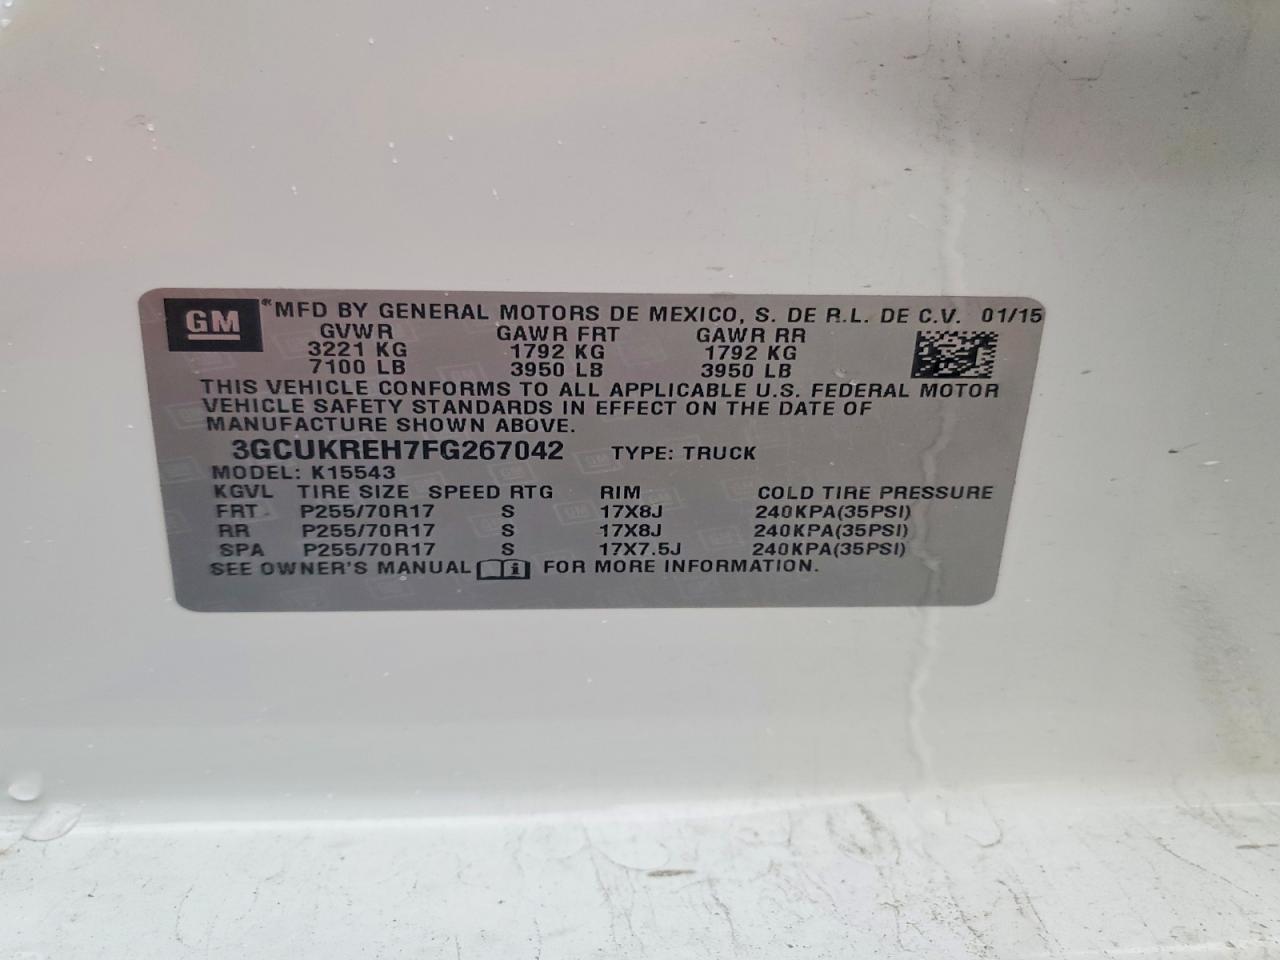 GM MFD BY GENERAL MOTORS DE MEXICO, S. DE R.L. DE C.V. 01/15
GVWR GAWR FRT GAWR RR
3221 KG 1792 KG 1792 KG
7100 LB 3950 LB 3950 LB
THIS VEHICLE CONFORMS TO ALL APPLICABLE U.S. FEDERAL MOTOR
VEHICLE SAFETY STANDARDS IN EFFECT ON THE DATE OF
MANUFACTURE SHOWN ABOVE.
3GCUKREH7FG267042 TYPE: TRUCK
MODEL: K15543
KGVL TIRE SIZE SPEED RTG RIM COLD TIRE PRESSURE
FRT P255/70R17 S 17X8J 240KPA(35PSI)
RR P255/70R17 S 17X8J 240KPA(35PSI)
SPA P255/70R17 S 17X7.5J 240KPA(35PSI)
SEE OWNER'S MANUAL FOR MORE INFORMATION.